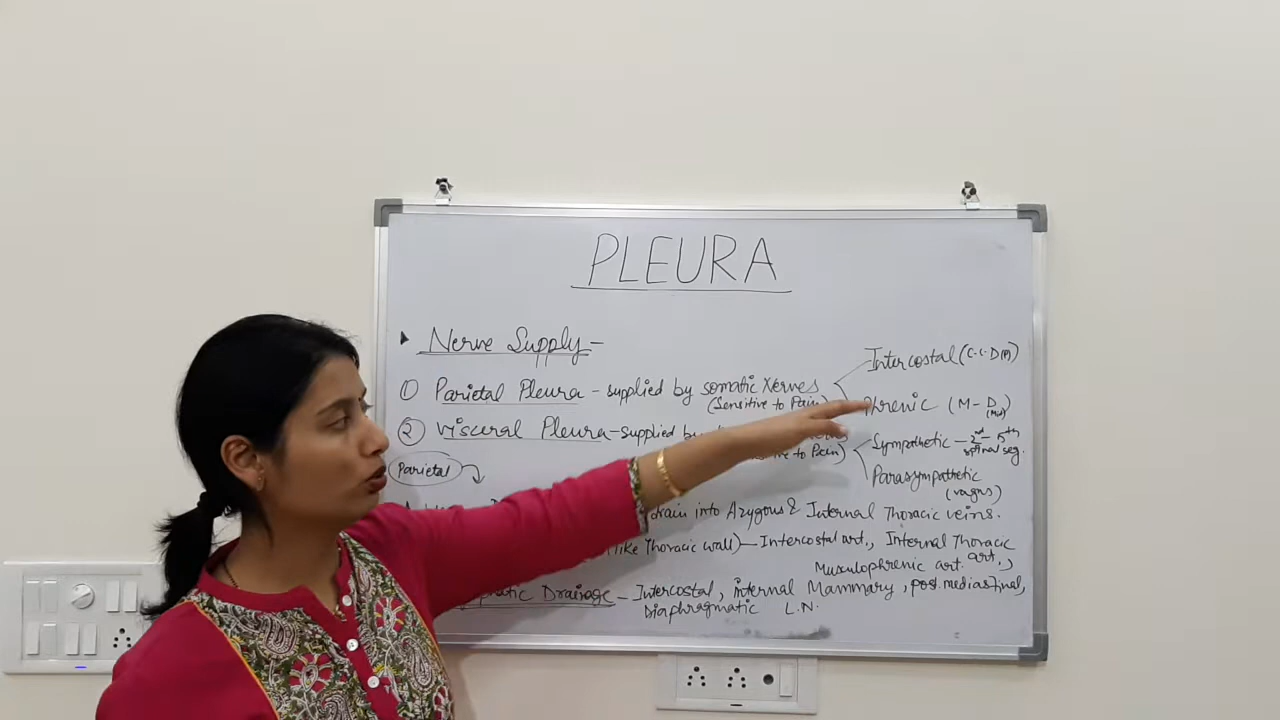 PLEURA
Nerve Supply-
Intercostal (C.C.D(P))
① Parietal Pleura - supplied by somatic Nerves
(Sensitive to Pain)
Phrenic (M-D
② Visceral Pleura - supplied by
to Pain)
Sympathetic - 2nd - 5th
spinal seg.
Parasympathetic
(vagus)
Parietal
drain into Azygous & Internal Thoracic veins.
(like Thoracic wall) - Intercostal art., Internal Thoracic
art.,
Musculophrenic art.
Drainage - Intercostal, internal Mammary, post. mediastinal,
Diaphragmatic L.N.